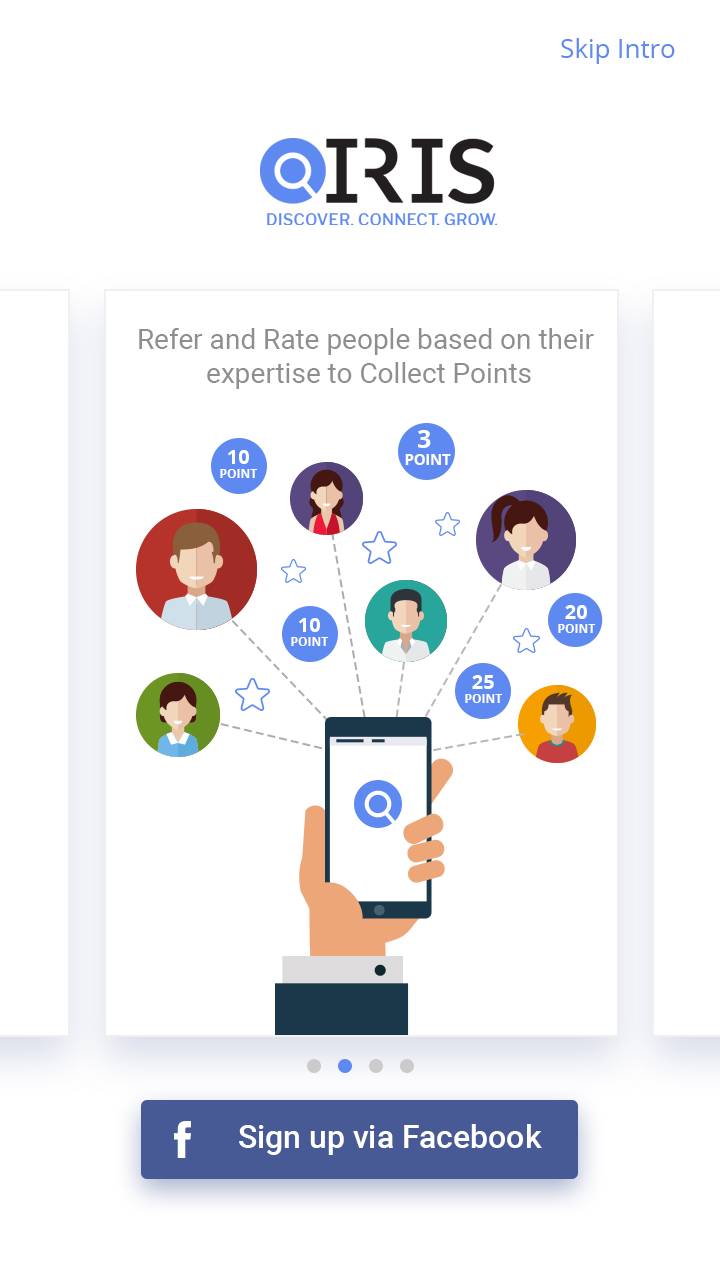 Skip Intro
IRIS
DISCOVER. CONNECT. GROW.
Refer and Rate people based on their
expertise to Collect Points
3
POINT
10
POINT
20
POINT
10
POINT
25
POINT
f
Sign up via Facebook